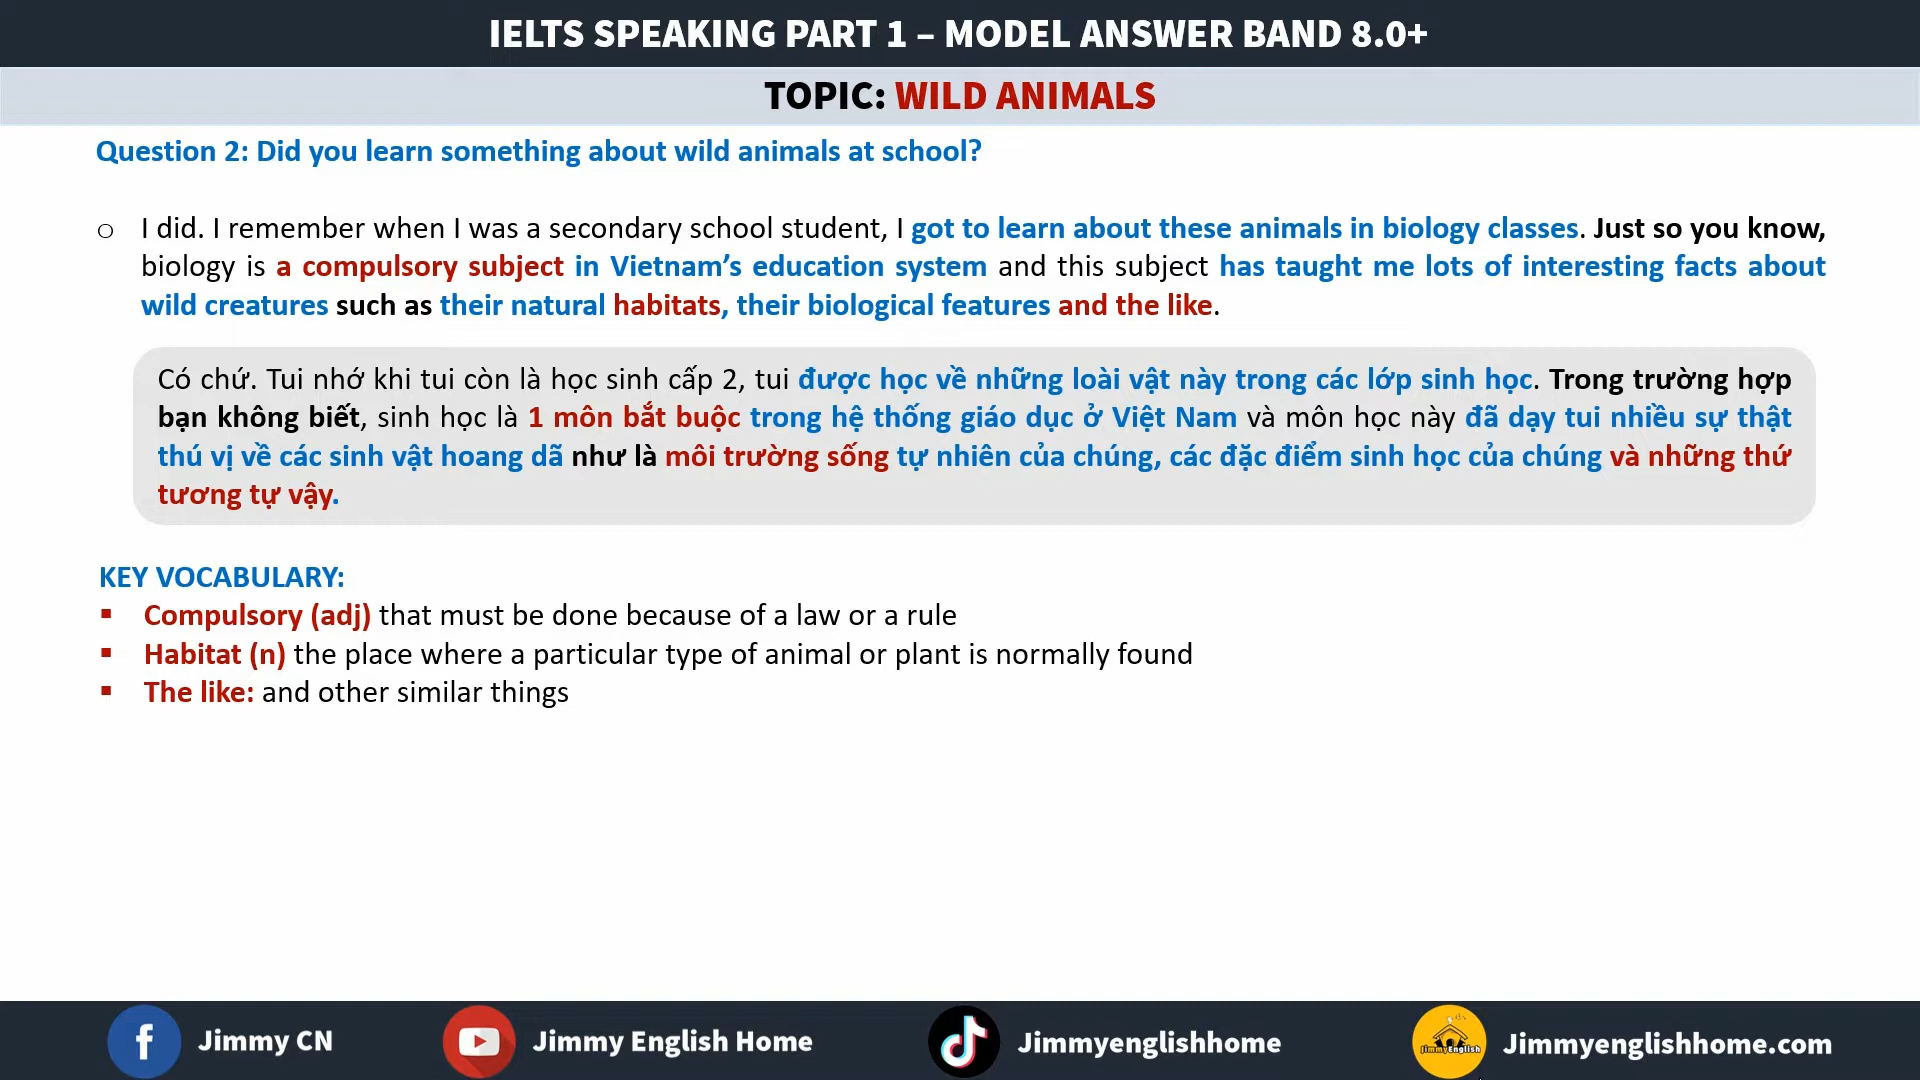 IELTS SPEAKING PART 1 – MODEL ANSWER BAND 8.0+
TOPIC: WILD ANIMALS
Question 2: Did you learn something about wild animals at school?
o I did. I remember when I was a secondary school student, I got to learn about these animals in biology classes. Just so you know,
biology is a compulsory subject in Vietnam’s education system and this subject has taught me lots of interesting facts about
wild creatures such as their natural habitats, their biological features and the like.
Có chứ. Tui nhớ khi tui còn là học sinh cấp 2, tui được học về những loài vật này trong các lớp sinh học. Trong trường hợp
bạn không biết, sinh học là 1 môn bắt buộc trong hệ thống giáo dục ở Việt Nam và môn học này đã dạy tui nhiều sự thật
thú vị về các sinh vật hoang dã như là môi trường sống tự nhiên của chúng, các đặc điểm sinh học của chúng và những thứ
tương tự vậy.
KEY VOCABULARY:
▪ Compulsory (adj) that must be done because of a law or a rule
▪ Habitat (n) the place where a particular type of animal or plant is normally found
▪ The like: and other similar things
Jimmy CN
Jimmy English Home
Jimmyenglishhome
JimmyEnglish
Jimmyenglishhome.com